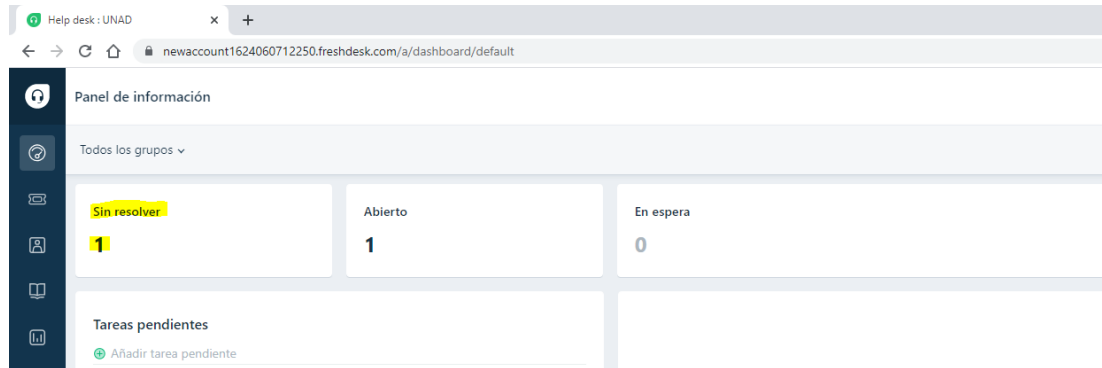 Help desk : UNAD
newaccount1624060712250.freshdesk.com/a/dashboard/default
Panel de información
Todos los grupos
Sin resolver
1
Abierto
1
En espera
0
Tareas pendientes
Añadir tarea pendiente